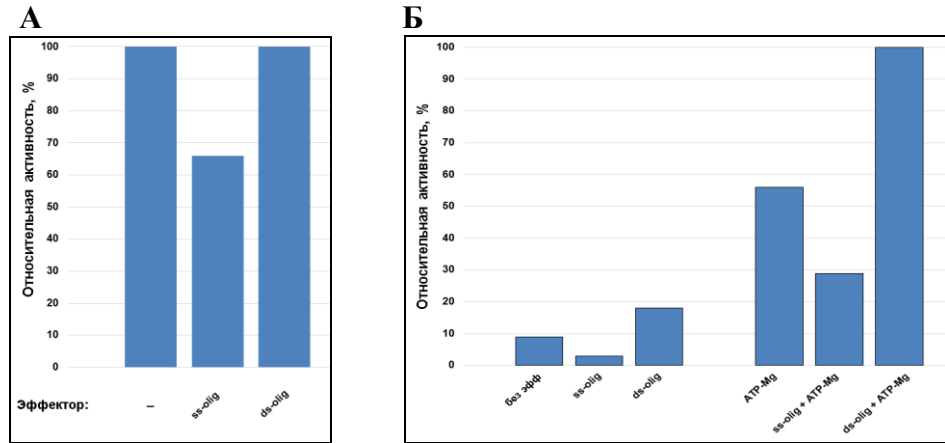 А
Б
Относительная активность, %
100
90
80
70
60
50
40
30
20
10
0
Эффектор:
–
ss-olig
ds-olig
Относительная активность, %
100
90
80
70
60
50
40
30
20
10
0
без эфф
ss-olig
ds-olig
ATP-Mg
ss-olig + ATP-Mg
ds-olig + ATP-Mg